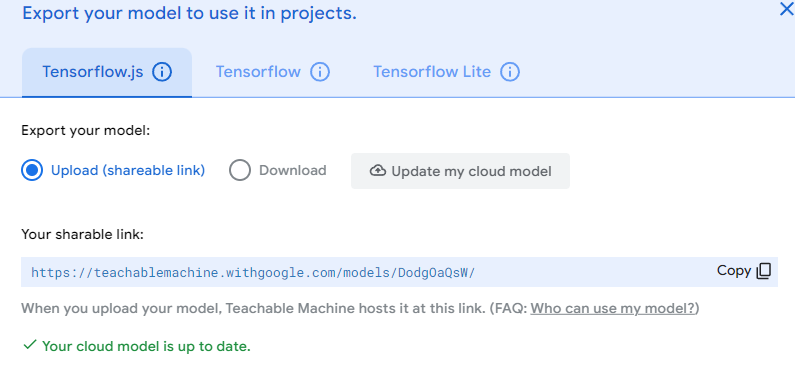 Export your model to use it in projects.
Tensorflow.js Tensorflow Tensorflow Lite
Export your model:
Upload (shareable link) Download Update my cloud model
Your sharable link:
https://teachablemachine.withgoogle.com/models/DodgOaQsW/ Copy
When you upload your model, Teachable Machine hosts it at this link. (FAQ: Who can use my model?)
Your cloud model is up to date.